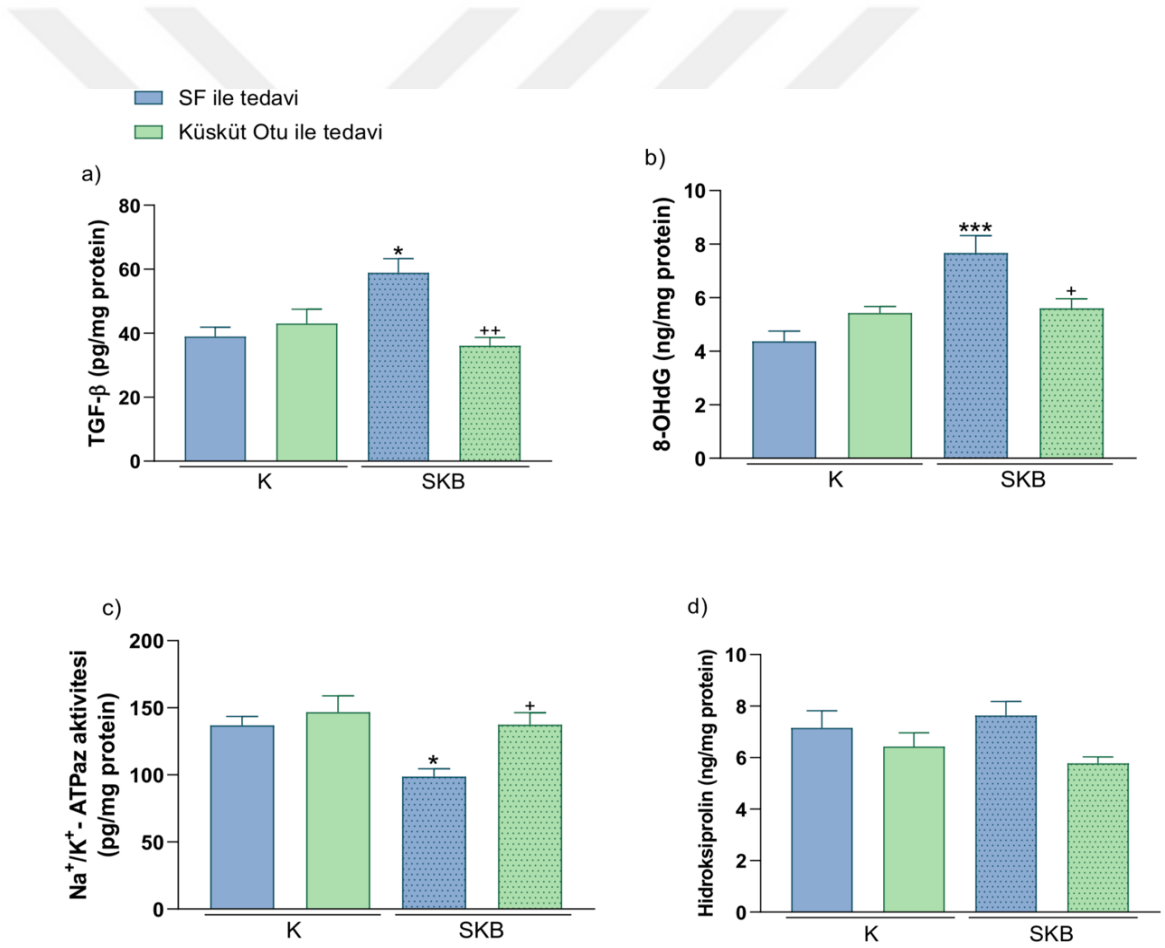 SF ile tedavi
Küsküt Otu ile tedavi
a)
TGF-β (pg/mg protein)
80
60
40
20
0
*
++
K
SKB
b)
8-OHdG (ng/mg protein)
10
8
6
4
2
0
***
+
K
SKB
c)
Na⁺/K⁺- ATPaz aktivitesi
(pg/mg protein)
200
150
100
50
0
*
+
K
SKB
d)
Hidroksiprolin (ng/mg protein)
10
8
6
4
2
0
K
SKB